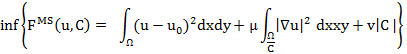 inf{F^MS(u,C) = ∫_Ω (u − u_0)^2 dxdy + μ ∫_{Ω/C} |∇u|^2 dxxy + v|C|}